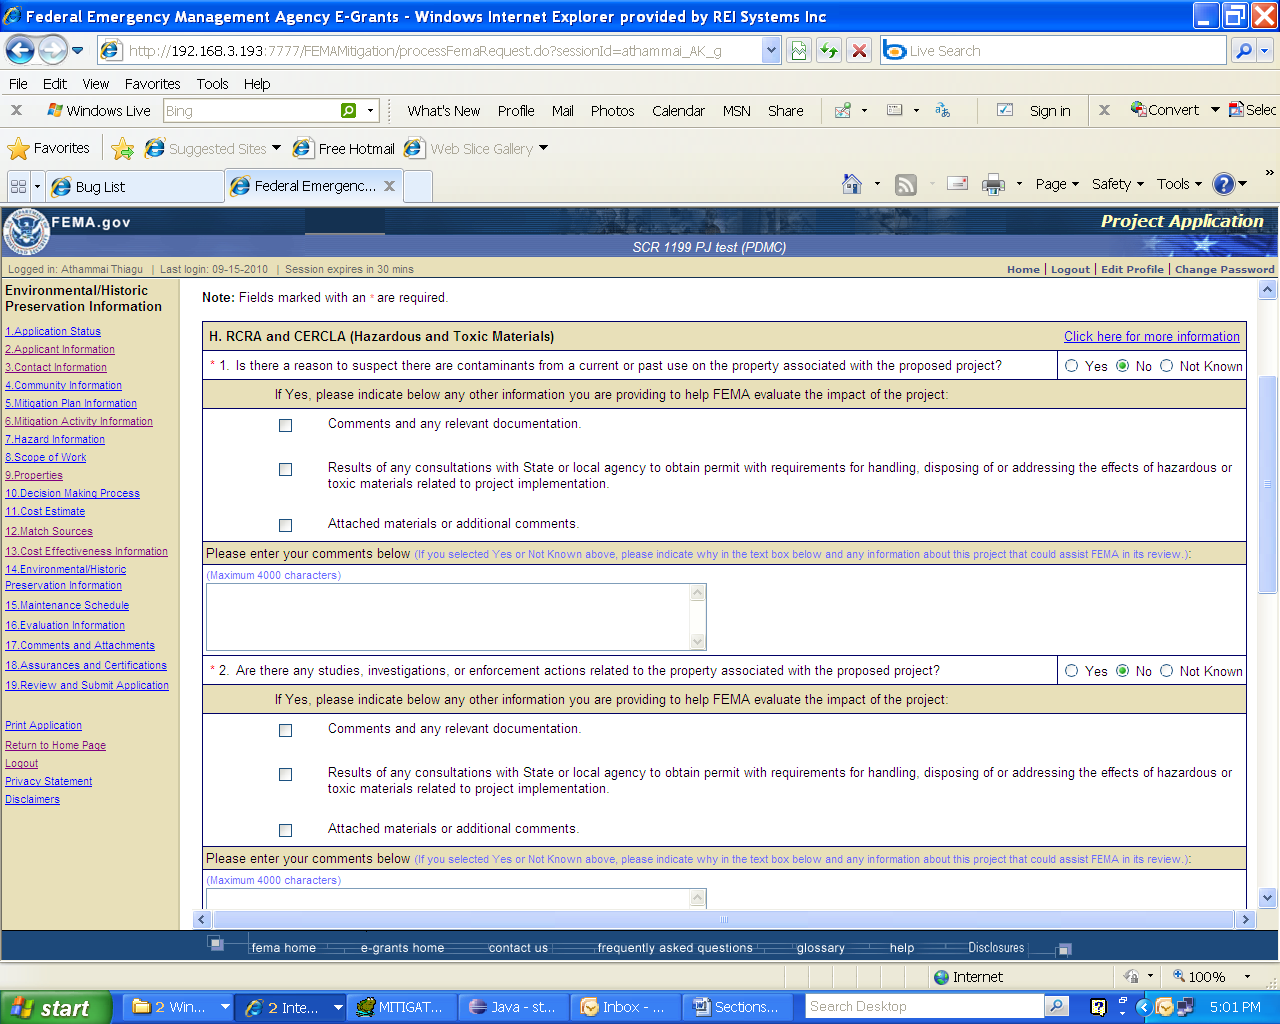 Federal Emergency Management Agency E-Grants - Windows Internet Explorer provided by REI Systems Inc
http://192.168.3.193:7777/FEMAMitigation/processFemaRequest.do?sessionId=athammai_AK_g
Live Search
File Edit View Favorites Tools Help
Windows Live Bing What's New Profile Mail Photos Calendar MSN Share Sign in Convert Selec
Favorites Suggested Sites Free Hotmail Web Slice Gallery
Bug List Federal Emergenc... Page Safety Tools
FEMA.gov
Project Application
SCR 1199 PJ test (PDMC)
Logged in: Athammai Thiagu | Last login: 09-15-2010 | Session expires in 30 mins
Home | Logout | Edit Profile | Change Password
Environmental/Historic
Preservation Information
1.Application Status
2.Applicant Information
3.Contact Information
4.Community Information
5.Mitigation Plan Information
6.Mitigation Activity Information
7.Hazard Information
8.Scope of Work
9.Properties
10.Decision Making Process
11.Cost Estimate
12.Match Sources
13.Cost Effectiveness Information
14.Environmental/Historic
Preservation Information
15.Maintenance Schedule
16.Evaluation Information
17.Comments and Attachments
18.Assurances and Certifications
19.Review and Submit Application
Print Application
Return to Home Page
Logout
Privacy Statement
Disclaimers
Note: Fields marked with an * are required.
H. RCRA and CERCLA (Hazardous and Toxic Materials) Click here for more information
* 1. Is there a reason to suspect there are contaminants from a current or past use on the property associated with the proposed project? Yes No Not Known
If Yes, please indicate below any other information you are providing to help FEMA evaluate the impact of the project:
Comments and any relevant documentation.
Results of any consultations with State or local agency to obtain permit with requirements for handling, disposing of or addressing the effects of hazardous or
toxic materials related to project implementation.
Attached materials or additional comments.
Please enter your comments below (If you selected Yes or Not Known above, please indicate why in the text box below and any information about this project that could assist FEMA in its review.):
(Maximum 4000 characters)
* 2. Are there any studies, investigations, or enforcement actions related to the property associated with the proposed project? Yes No Not Known
If Yes, please indicate below any other information you are providing to help FEMA evaluate the impact of the project:
Comments and any relevant documentation.
Results of any consultations with State or local agency to obtain permit with requirements for handling, disposing of or addressing the effects of hazardous or
toxic materials related to project implementation.
Attached materials or additional comments.
Please enter your comments below (If you selected Yes or Not Known above, please indicate why in the text box below and any information about this project that could assist FEMA in its review.):
(Maximum 4000 characters)
fema home e-grants home contact us frequently asked questions glossary help Disclosures
Internet 100%
start 2 Win... 2 Inte... MITIGAT... Java - st... Inbox - ... Sections... Search Desktop 5:01 PM